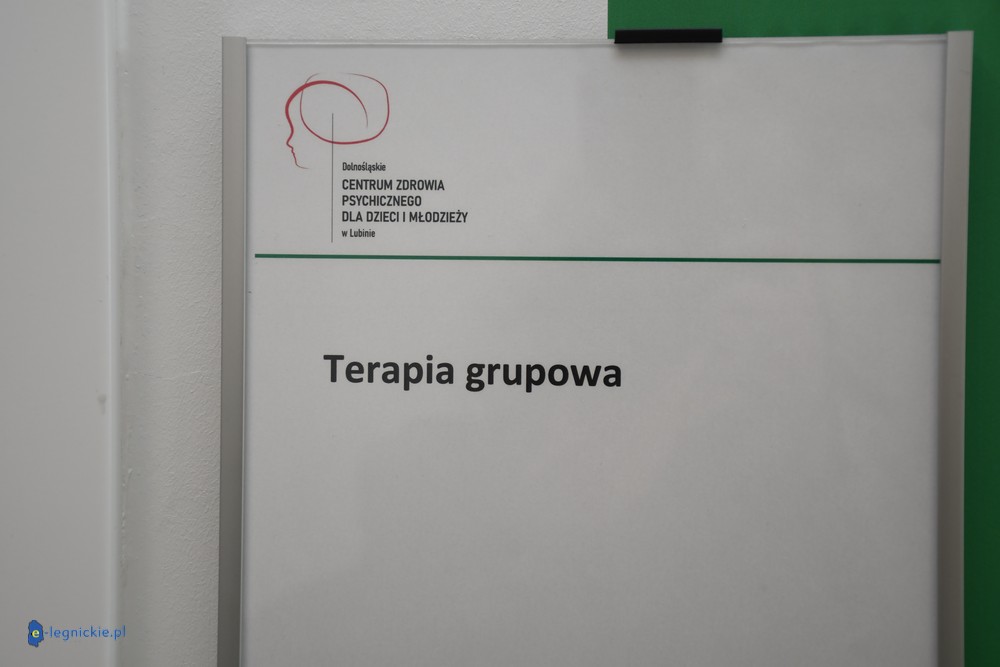 Dolnośląskie
CENTRUM ZDROWIA
PSYCHICZNEGO
DLA DZIECI I MŁODZIEŻY
w Lubinie
Terapia grupowa
e-legnickie.pl